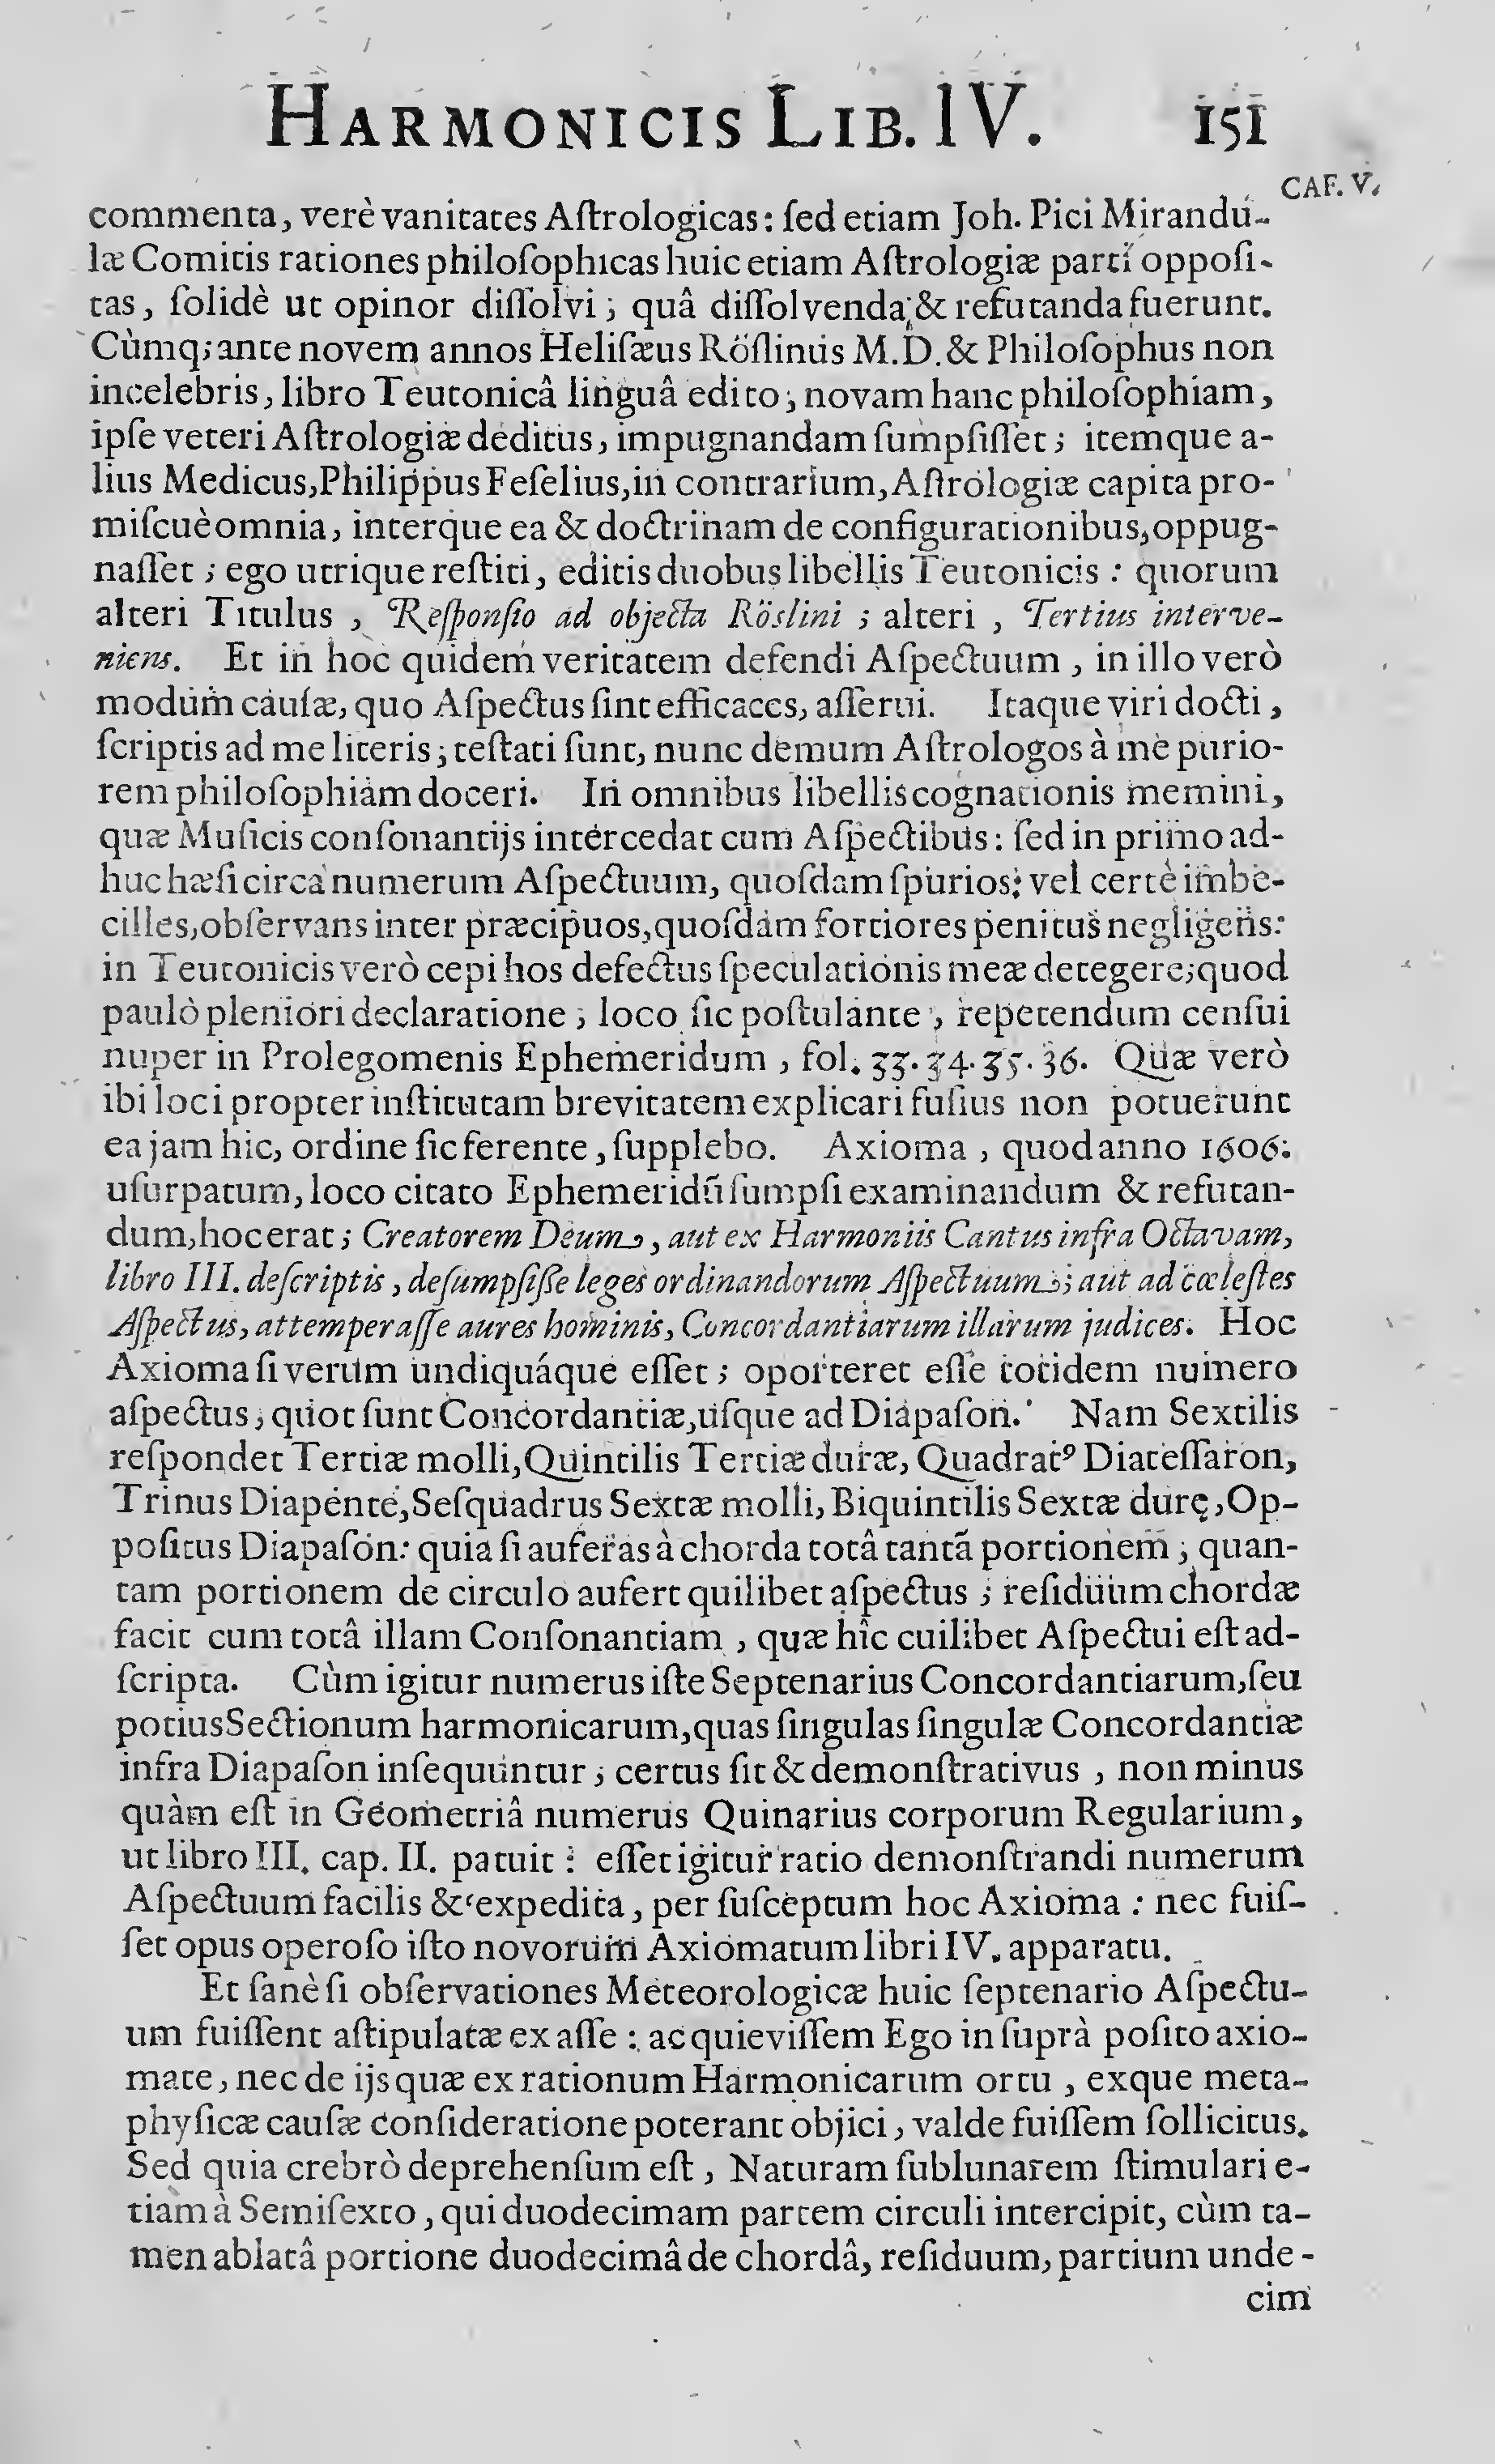 HARMONICIS LIB. IV. 151
CAP. V.
commenta, verè vanitates Aſtrologicas: ſed etiam Joh. Pici Mirandu-
læ Comitis rationes philoſophicas huic etiam Aſtrologiæ parti oppoſi-
tas, ſolidè ut opinor diſſolvi; quâ diſſolvenda & refutanda fuerunt.
Cùmq; ante novem annos Heliſæus Röſlinus M.D. & Philoſophus non
incelebris, libro Teutonicâ linguâ edito, novam hanc philoſophiam,
ipſe veteri Aſtrologiæ deditus, impugnandam ſumpſiſſet; itemque a-
lius Medicus, Philippus Feſelius, in contrarium, Aſtrologiæ capita pro-
miſcuè omnia, interque ea & doctrinam de configurationibus, oppug-
naſſet; ego utrique reſtiti, editis duobus libellis Teutonicis: quorum
alteri Titulus, Reſponſio ad objecta Röslini; alteri, Tertius interve-
niens. Et in hoc quidem veritatem defendi Aſpectuum, in illo verò
modum cauſæ, quo Aſpectus ſint efficaces, aſſerui. Itaque viri docti,
ſcriptis ad me literis, teſtati ſunt, nunc demum Aſtrologos à me purio-
rem philoſophiam doceri. In omnibus libellis cognationis memini,
quæ Muſicis conſonantijs intercedat cum Aſpectibus: ſed in primo ad-
huc hæſi circa numerum Aſpectuum, quoſdam ſpurios; vel certè imbe-
cilles, obſervans inter præcipuos, quoſdam fortiores penitus negligens:
in Teutonicis verò cepi hos defectus ſpeculationis meæ detegere; quod
paulò pleniori declaratione, loco ſic poſtulante, repetendum cenſui
nuper in Prolegomenis Ephemeridum, fol. 33. 34. 35. 36. Quæ verò
ibi loci propter inſtitutam brevitatem explicari fuſius non potuerunt
ea jam hic, ordine ſic ferente, ſupplebo. Axioma, quod anno 1606.
uſurpatum, loco citato Ephemeridū ſumpſi examinandum & refutan-
dum, hoc erat; Creatorem Deum, aut ex Harmoniis Cantus infra Octavam,
libro III. deſcriptis, deſumpſiſſe leges ordinandorum Aſpectuum; aut ad cœleſtes
Aſpectus, attemperaſſe aures hominis, Concordantiarum illarum judices. Hoc
Axioma ſi verum undiquáque eſſet; oporteret eſſe totidem numero
aſpectus, quot ſunt Concordantiæ, uſque ad Diapaſon. Nam Sextilis
reſpondet Tertiæ molli, Quintilis Tertiæ duræ, Quadratꝰ Diateſſaron,
Trinus Diapente, Seſquadrus Sextæ molli, Biquintilis Sextæ durę, Op-
poſitus Diapaſon: quia ſi auferas à chorda totâ tantā portionem, quan-
tam portionem de circulo aufert quilibet aſpectus; reſiduum chordæ
facit cum totâ illam Conſonantiam, quæ hîc cuilibet Aſpectui eſt ad-
ſcripta. Cùm igitur numerus iſte Septenarius Concordantiarum, ſeu
potius Sectionum harmonicarum, quas ſingulas ſingulæ Concordantiæ
infra Diapaſon inſequuntur; certus ſit & demonſtrativus, non minus
quàm eſt in Geometriâ numerus Quinarius corporum Regularium,
ut libro III. cap. II. patuit: eſſet igitur ratio demonſtrandi numerum
Aſpectuum facilis & expedita, per ſuſceptum hoc Axioma: nec fuiſ-
ſet opus operoſo iſto novorum Axiomatum libri IV. apparatu.
Et ſanè ſi obſervationes Meteorologicæ huic ſeptenario Aſpectu-
um fuiſſent aſtipulatæ ex aſſe: acquieviſſem Ego in ſuprà poſito axio-
mate, nec de ijs quæ ex rationum Harmonicarum ortu, exque meta-
phyſicæ cauſæ conſideratione poterant objici, valde fuiſſem ſollicitus.
Sed quia crebrò deprehenſum eſt, Naturam ſublunarem ſtimulari e-
tiam à Semiſexto, qui duodecimam partem circuli intercipit, cùm ta-
men ablatâ portione duodecimâ de chordâ, reſiduum, partium unde-
cim